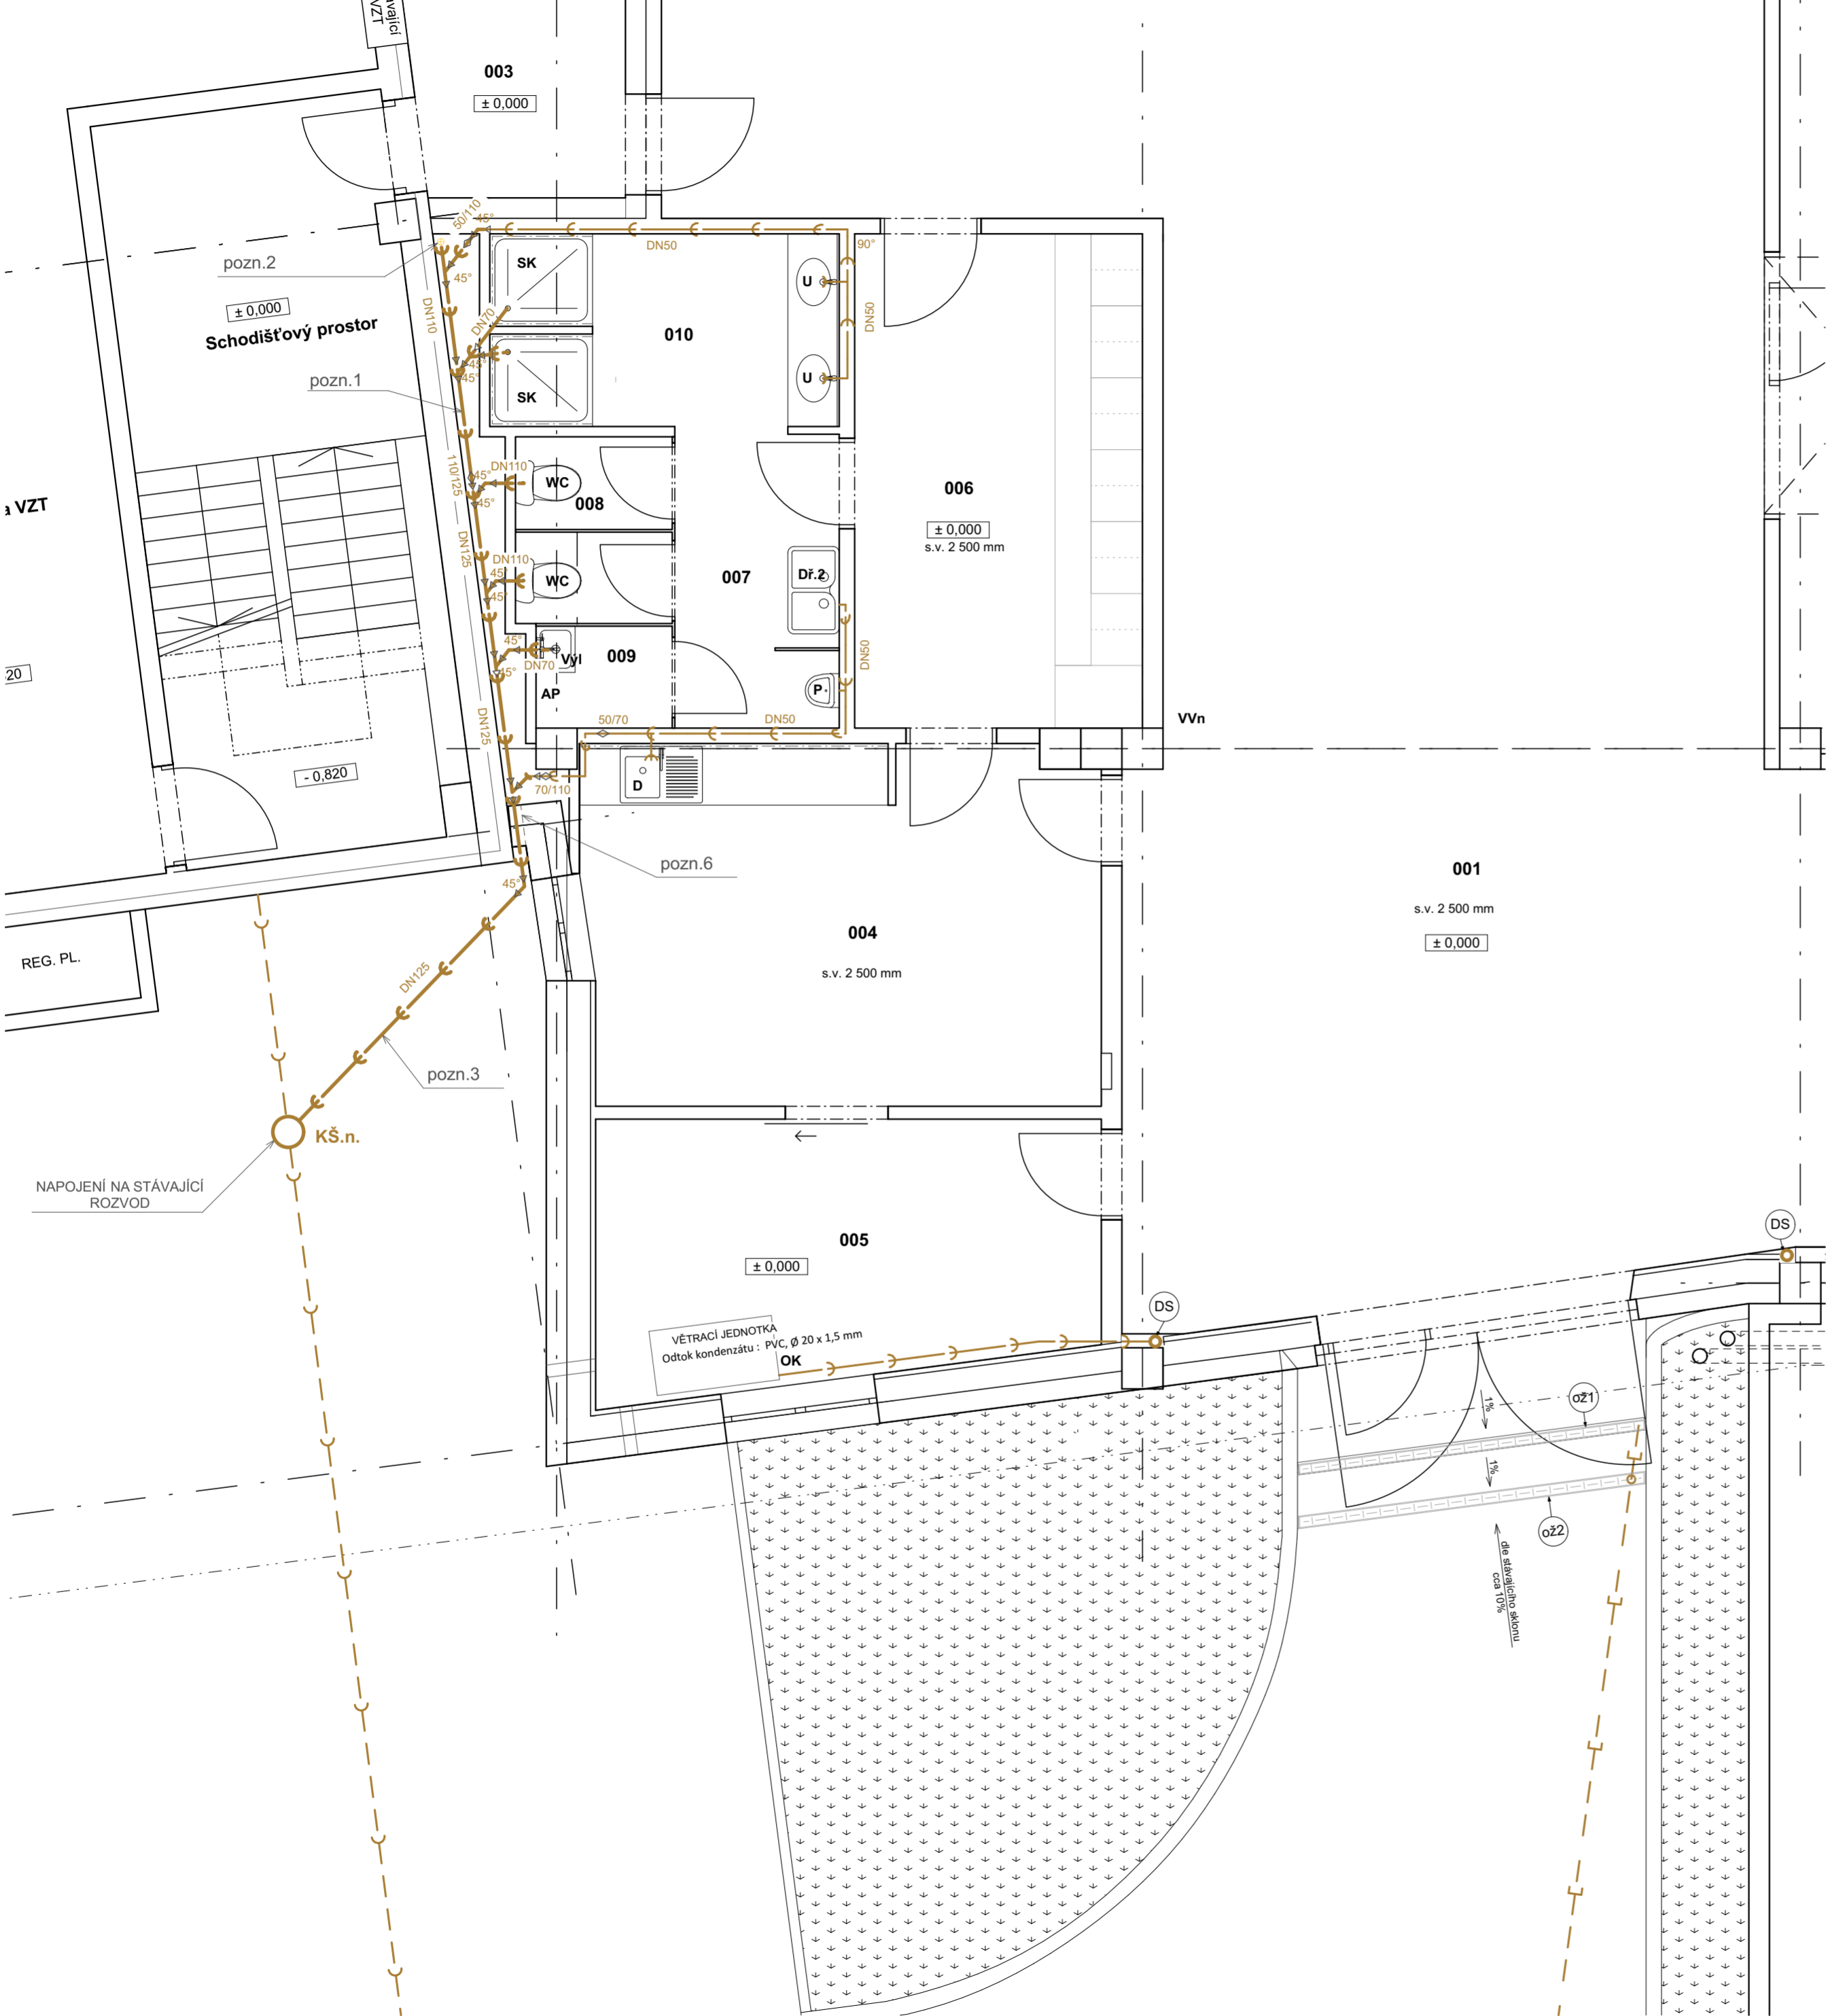 vající
VZT
003
± 0,000
50/110
45°
DN50
90°
pozn.2
SK
U
45°
± 0,000
DN110
DN70
DN50
Schodišťový prostor
010
45°
45°
pozn.1
U
SK
110/125
DN110
45°
WC
45°
008
006
a VZT
± 0,000
s.v. 2 500 mm
DN125
DN110
45°
WC
45°
007
Dř.2
45°
Výl
DN70
45°
009
DN50
20
AP
P
DN125
50/70
DN50
VVn
- 0,820
D
70/110
pozn.6
001
45°
s.v. 2 500 mm
± 0,000
004
s.v. 2 500 mm
REG. PL.
DN125
pozn.3
KŠ.n.
NAPOJENÍ NA STÁVAJÍCÍ
ROZVOD
005
± 0,000
DS
DS
VĚTRACÍ JEDNOTKA
Odtok kondenzátu : PVC, Ø 20 x 1,5 mm
OK
1%
ož1
1%
ož2
dle stávajícího sklonu
cca 10%